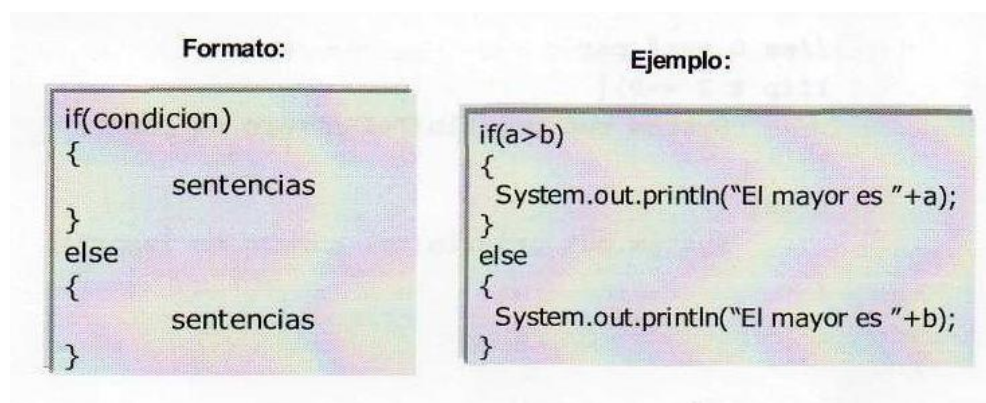 Formato:
if(condicion)
{
sentencias
}
else
{
sentencias
}
Ejemplo:
if(a>b)
{
System.out.println("El mayor es "+a);
}
else
{
System.out.println("El mayor es "+b);
}